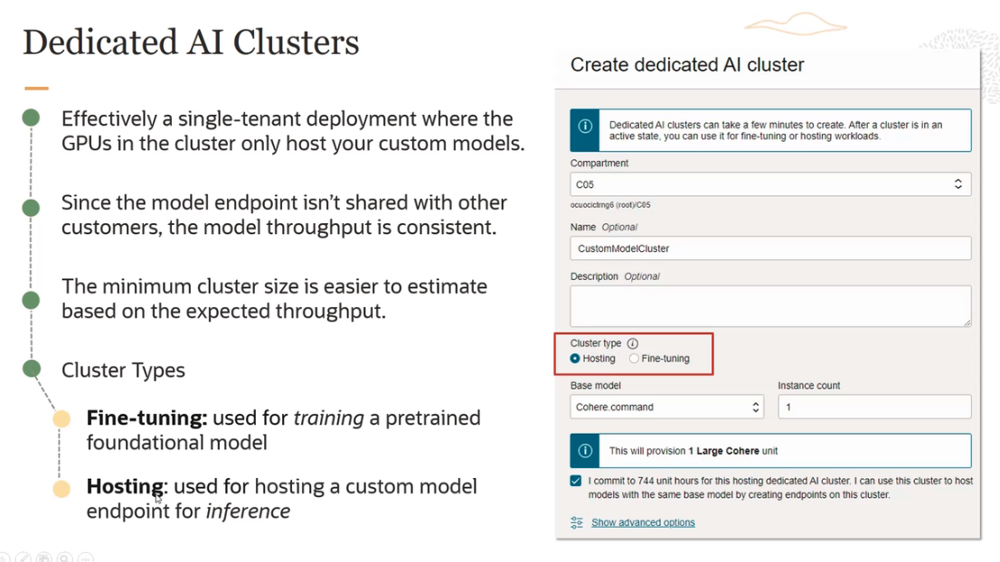 Dedicated AI Clusters
Effectively a single-tenant deployment where the
GPUs in the cluster only host your custom models.
Since the model endpoint isn't shared with other
customers, the model throughput is consistent.
The minimum cluster size is easier to estimate
based on the expected throughput.
Cluster Types
Fine-tuning: used for training a pretrained
foundational model
Hosting: used for hosting a custom model
endpoint for inference
Create dedicated AI cluster
Dedicated AI clusters can take a few minutes to create. After a cluster is in an
active state, you can use it for fine-tuning or hosting workloads.
Compartment
C05
ocuocictrng6 (root)/C05
Name Optional
CustomModelCluster
Description Optional
Cluster type
Hosting Fine-tuning
Base model Instance count
Cohere.command 1
This will provision 1 Large Cohere unit
I commit to 744 unit hours for this hosting dedicated AI cluster. I can use this cluster to host
models with the same base model by creating endpoints on this cluster.
Show advanced options